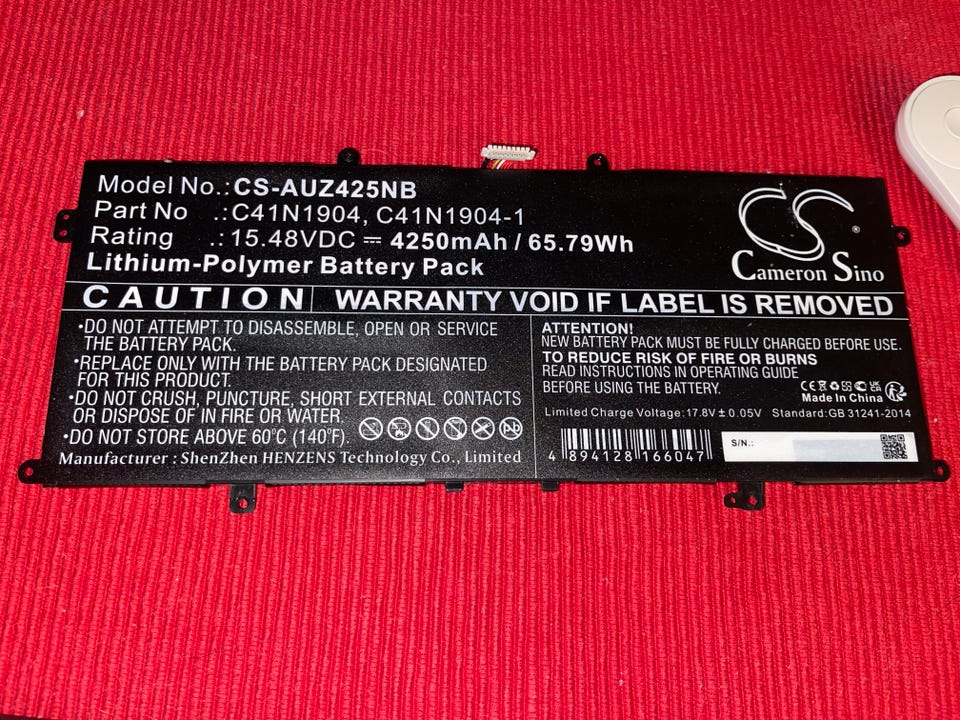 Model No.:CS-AUZ425NB
Part No .:C41N1904, C41N1904-1
Rating .:15.48VDC ⎓ 4250mAh / 65.79Wh
Lithium-Polymer Battery Pack
CS
®
Cameron Sino
CAUTION WARRANTY VOID IF LABEL IS REMOVED
•DO NOT ATTEMPT TO DISASSEMBLE, OPEN OR SERVICE
THE BATTERY PACK.
•REPLACE ONLY WITH THE BATTERY PACK DESIGNATED
FOR THIS PRODUCT.
•DO NOT CRUSH, PUNCTURE, SHORT EXTERNAL CONTACTS
OR DISPOSE OF IN FIRE OR WATER.
•DO NOT STORE ABOVE 60°C (140°F).
Pb
Manufacturer : ShenZhen HENZENS Technology Co., Limited
ATTENTION!
NEW BATTERY PACK MUST BE FULLY CHARGED BEFORE USE.
TO REDUCE RISK OF FIRE OR BURNS
READ INSTRUCTIONS IN OPERATING GUIDE
BEFORE USING THE BATTERY.
CE
Made In China
Limited Charge Voltage:17.8V ± 0.05V Standard:GB 31241-2014
4 894128 166047
S/N.: